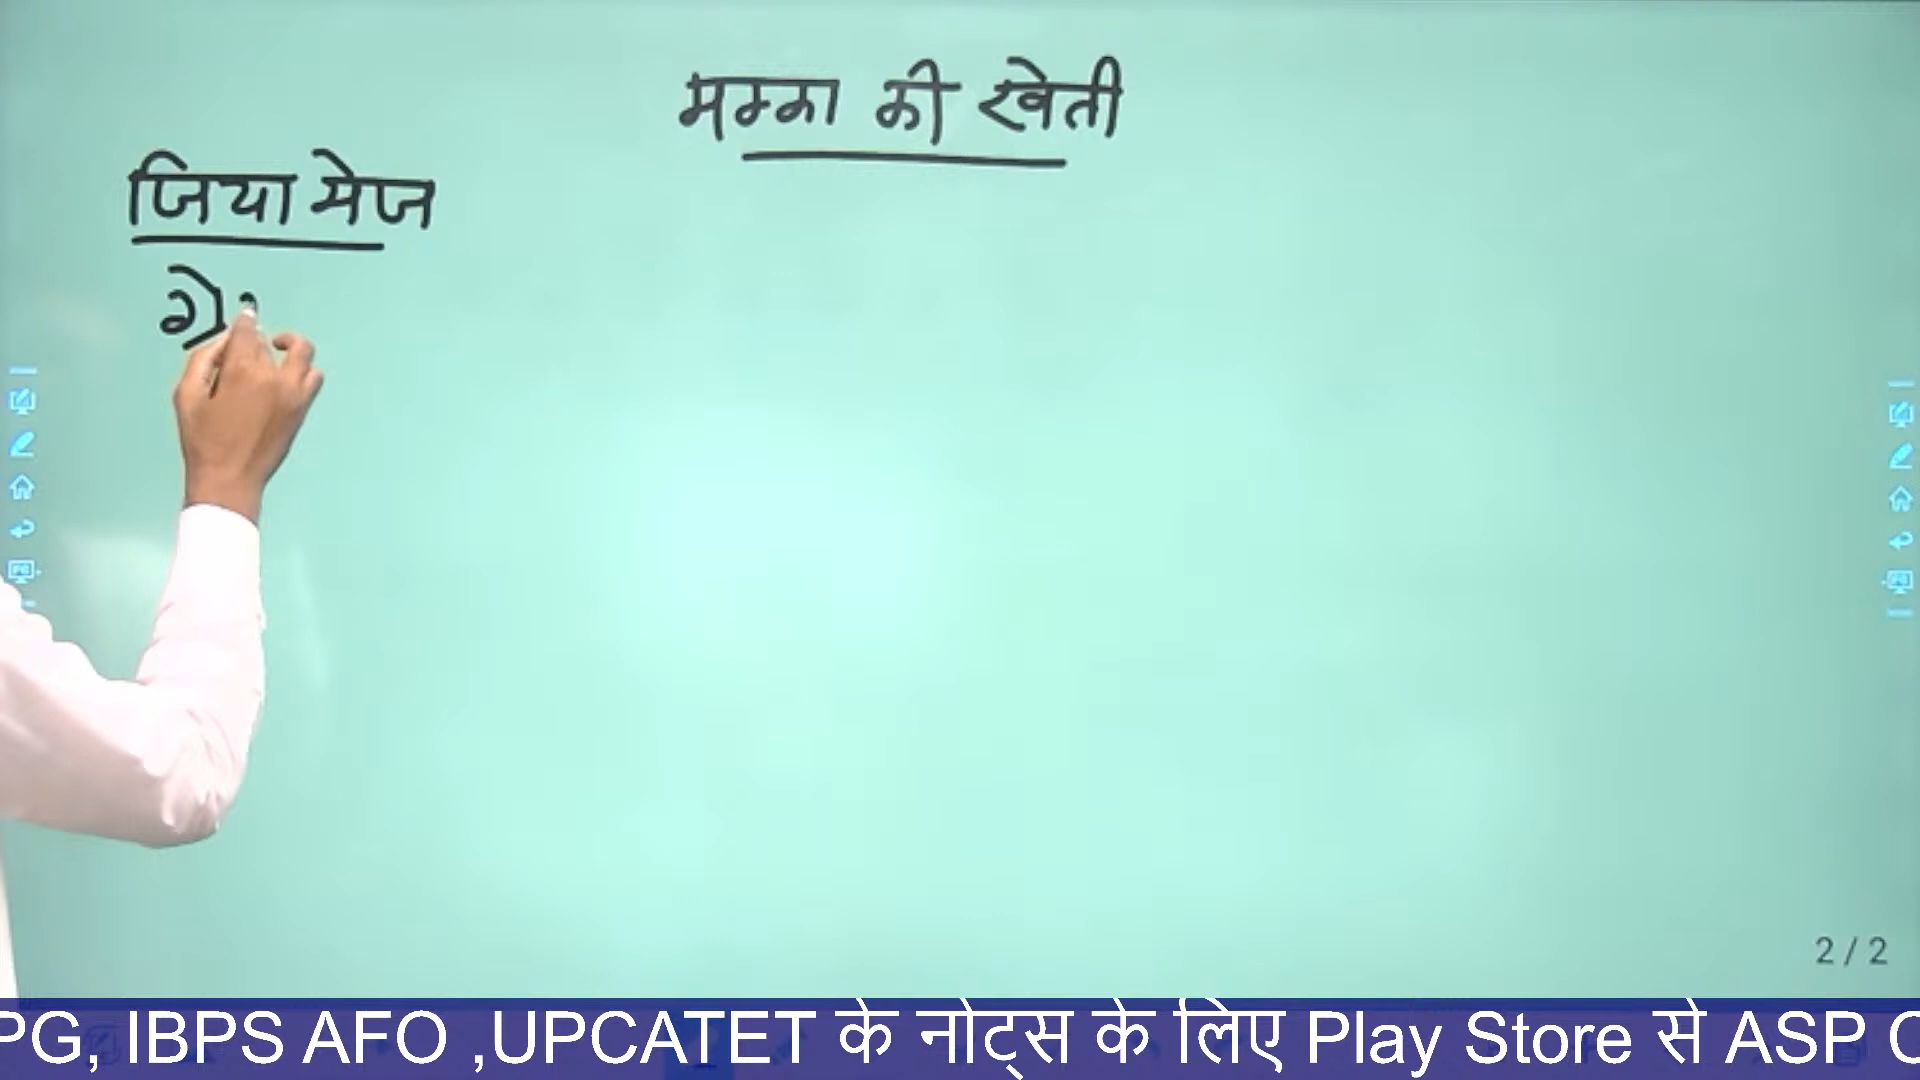 मक्का की खेती
जिया मेज
ग्रे
2 / 2
PG, IBPS AFO ,UPCATET के नोट्स के लिए Play Store से ASP C